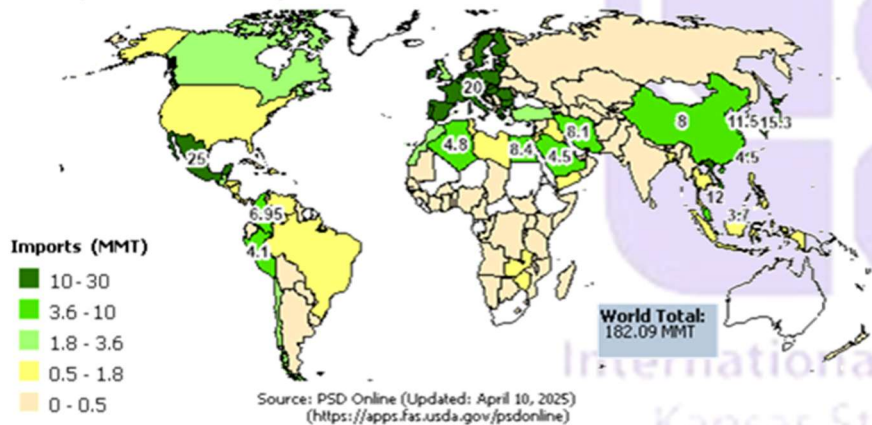 20
8
11.5
15.3
4.8
8.4
8.1
4.5
4.5
25
12
3.7
6.95
4.1
Imports (MMT)
10 - 30
3.6 - 10
1.8 - 3.6
0.5 - 1.8
0 - 0.5
World Total:
182.09 MMT
Internationa
Kansas St
Source: PSD Online (Updated: April 10, 2025)
(https://apps.fas.usda.gov/psdonline)